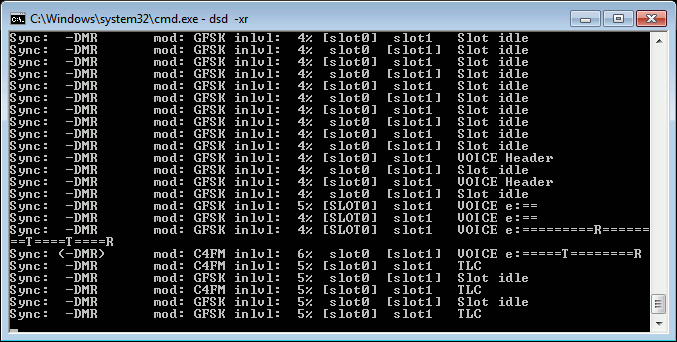 C:\Windows\system32\cmd.exe - dsd -xr
Sync: -DMR mod: GFSK inlvl: 4% [slot0] slot1 Slot idle
Sync: -DMR mod: GFSK inlvl: 4% slot0 [slot1] Slot idle
Sync: -DMR mod: GFSK inlvl: 4% [slot0] slot1 Slot idle
Sync: -DMR mod: GFSK inlvl: 4% slot0 [slot1] Slot idle
Sync: -DMR mod: GFSK inlvl: 4% [slot0] slot1 Slot idle
Sync: -DMR mod: GFSK inlvl: 4% slot0 [slot1] Slot idle
Sync: -DMR mod: GFSK inlvl: 4% [slot0] slot1 Slot idle
Sync: -DMR mod: GFSK inlvl: 4% slot0 [slot1] Slot idle
Sync: -DMR mod: GFSK inlvl: 4% [slot0] slot1 Slot idle
Sync: -DMR mod: GFSK inlvl: 4% slot0 [slot1] Slot idle
Sync: -DMR mod: GFSK inlvl: 4% [slot0] slot1 VOICE Header
Sync: -DMR mod: GFSK inlvl: 4% slot0 [slot1] Slot idle
Sync: -DMR mod: GFSK inlvl: 4% [slot0] slot1 VOICE Header
Sync: -DMR mod: GFSK inlvl: 4% slot0 [slot1] Slot idle
Sync: -DMR mod: GFSK inlvl: 5% [SLOT0] slot1 VOICE e:==
Sync: -DMR mod: GFSK inlvl: 4% [SLOT0] slot1 VOICE e:==
Sync: -DMR mod: GFSK inlvl: 4% [SLOT0] slot1 VOICE e:=========R======
==T====T====R
Sync: (-DMR) mod: C4FM inlvl: 6% slot0 [slot1] VOICE e:=====T========R
Sync: -DMR mod: C4FM inlvl: 5% [slot0] slot1 TLC
Sync: -DMR mod: GFSK inlvl: 5% slot0 [slot1] Slot idle
Sync: -DMR mod: C4FM inlvl: 5% [slot0] slot1 TLC
Sync: -DMR mod: GFSK inlvl: 5% slot0 [slot1] Slot idle
Sync: -DMR mod: GFSK inlvl: 5% [slot0] slot1 TLC